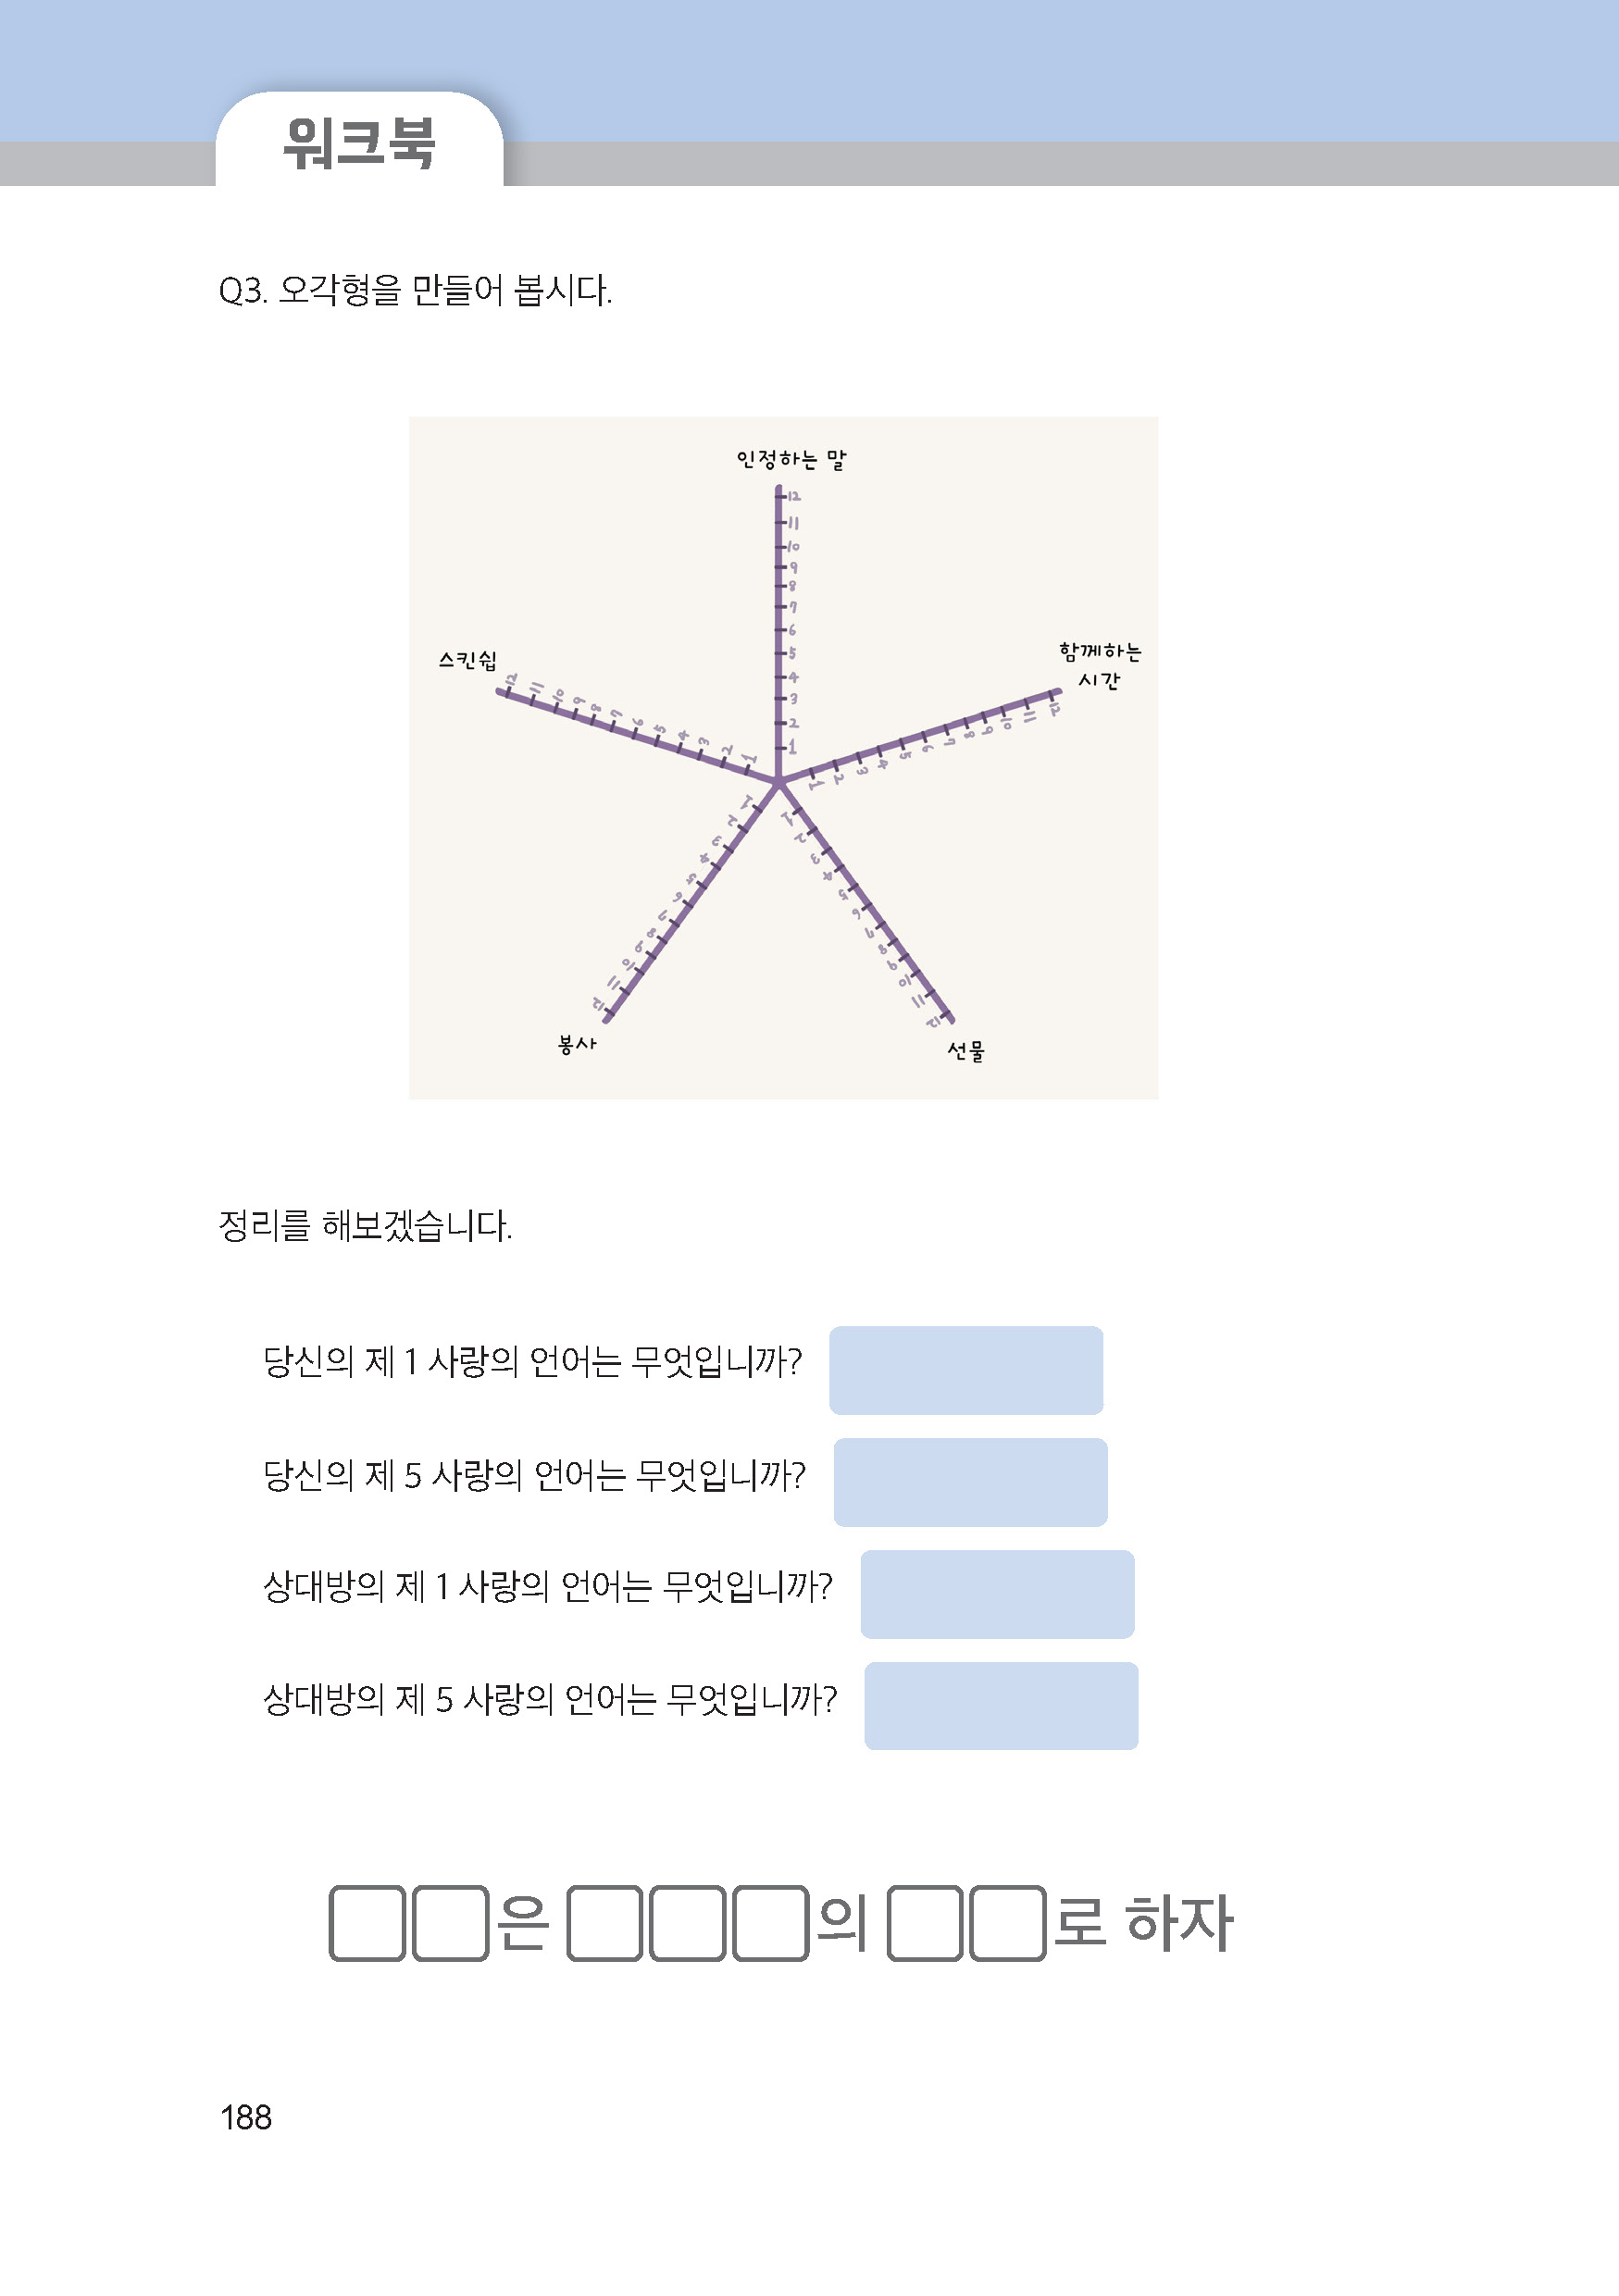 워크북
Q3. 오각형을 만들어 봅시다.
인정하는 말
12
11
10
9
8
7
6
5
4
3
2
1
스킨쉽
12 11 10 9 8 7 6 5 4 3 2 1
함께하는
시간
1 2 3 4 5 6 7 8 9 10 11 12
1 2 3 4 5 6 7 8 9 10 11 12
봉사
1 2 3 4 5 6 7 8 9 10 11 12
선물
정리를 해보겠습니다.
당신의 제 1 사랑의 언어는 무엇입니까?
당신의 제 5 사랑의 언어는 무엇입니까?
상대방의 제 1 사랑의 언어는 무엇입니까?
상대방의 제 5 사랑의 언어는 무엇입니까?
□□은 □□□의 □□로 하자
188